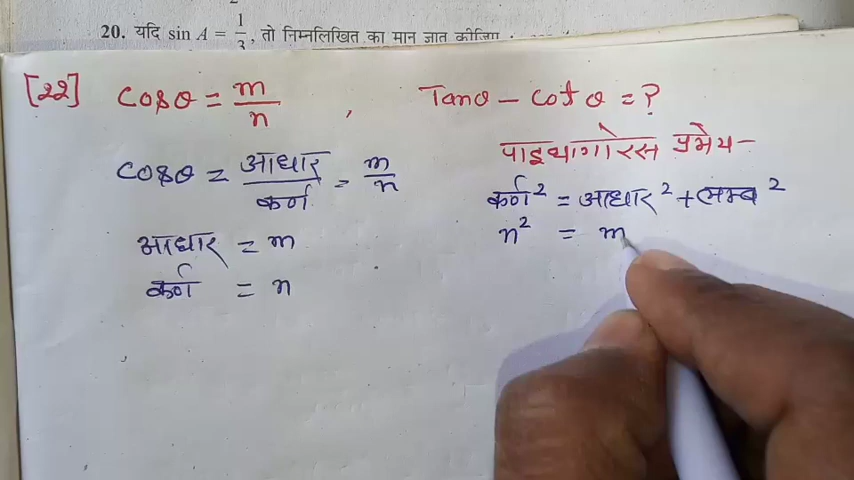 20. यदि sin A = 1/3, तो निम्नलिखित का मान ज्ञात कीजिए
[22] cosθ = m/n , Tanθ - cotθ = ?
पाइथागोरस प्रमेय -
cosθ = आधार/कर्ण = m/n
कर्ण² = आधार² + लम्ब²
आधार = m
n² = m
कर्ण = n